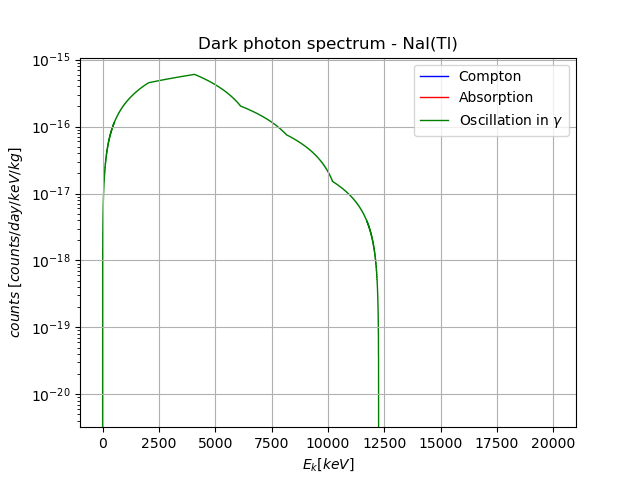 Dark photon spectrum - NaI(Tl)
10^{-15}
10^{-16}
10^{-17}
10^{-18}
10^{-19}
10^{-20}
counts [counts/day/keV/kg]
Compton
Absorption
Oscillation in γ
0 2500 5000 7500 10000 12500 15000 17500 20000
E_k[keV]